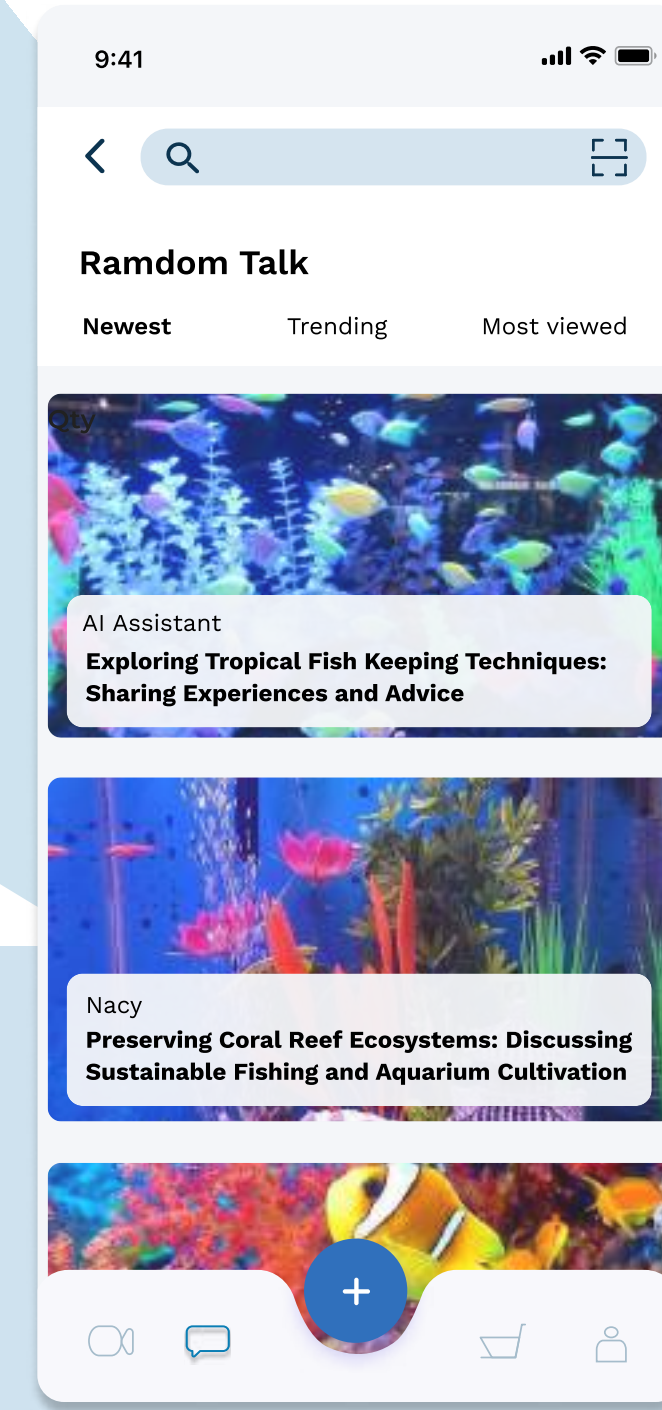 9:41
Ramdom Talk
Newest Trending Most viewed
Qty
AI Assistant
Exploring Tropical Fish Keeping Techniques:
Sharing Experiences and Advice
Nacy
Preserving Coral Reef Ecosystems: Discussing
Sustainable Fishing and Aquarium Cultivation